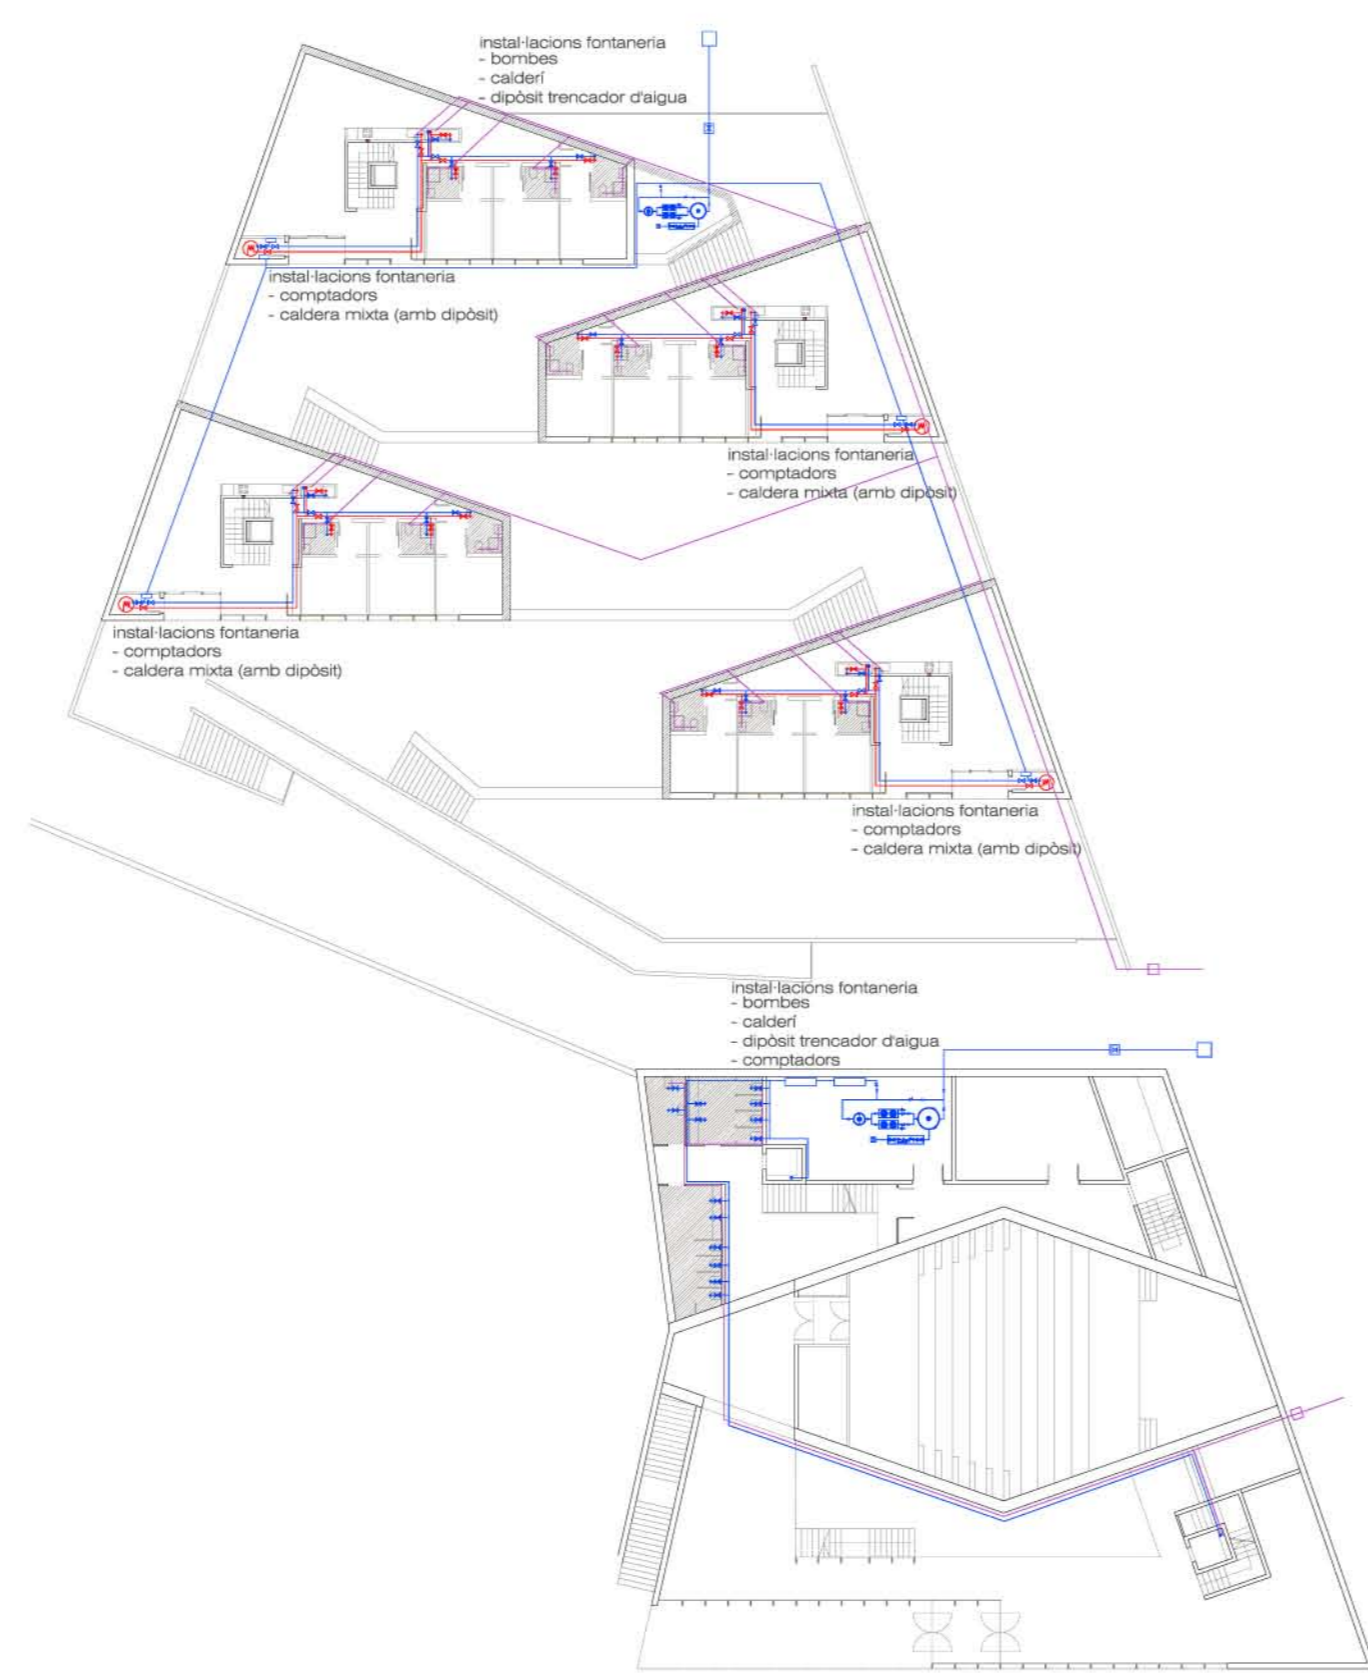 instal·lacions fontaneria
- bombes
- calderí
- dipòsit trencador d'aigua
instal·lacions fontaneria
- comptadors
- caldera mixta (amb dipòsit)
instal·lacions fontaneria
- comptadors
- caldera mixta (amb dipòsit)
instal·lacions fontaneria
- comptadors
- caldera mixta (amb dipòsit)
instal·lacions fontaneria
- comptadors
- caldera mixta (amb dipòsit)
instal·lacions fontaneria
- bombes
- calderí
- dipòsit trencador d'aigua
- comptadors